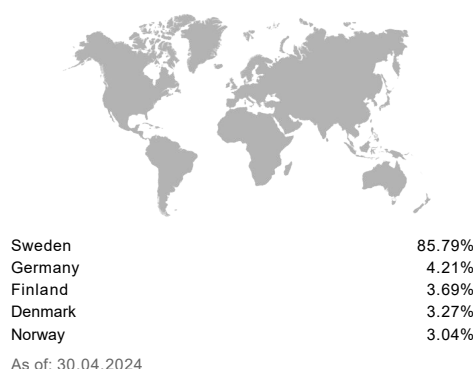 Sweden 85.79%
Germany 4.21%
Finland 3.69%
Denmark 3.27%
Norway 3.04%
As of: 30.04.2024